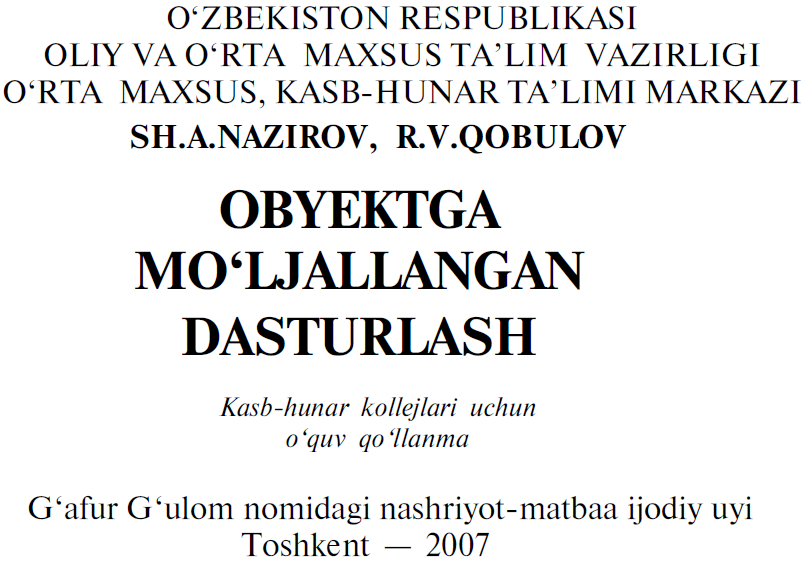 O‘ZBEKISTON RESPUBLIKASI
OLIY VA O‘RTA MAXSUS TA’LIM VAZIRLIGI
O‘RTA MAXSUS, KASB-HUNAR TA’LIMI MARKAZI
SH.A.NAZIROV, R.V.QOBULOV
OBYEKTGA
MO‘LJALLANGAN
DASTURLASH
Kasb-hunar kollejlari uchun
o‘quv qo‘llanma
G‘afur G‘ulom nomidagi nashriyot-matbaa ijodiy uyi
Toshkent — 2007